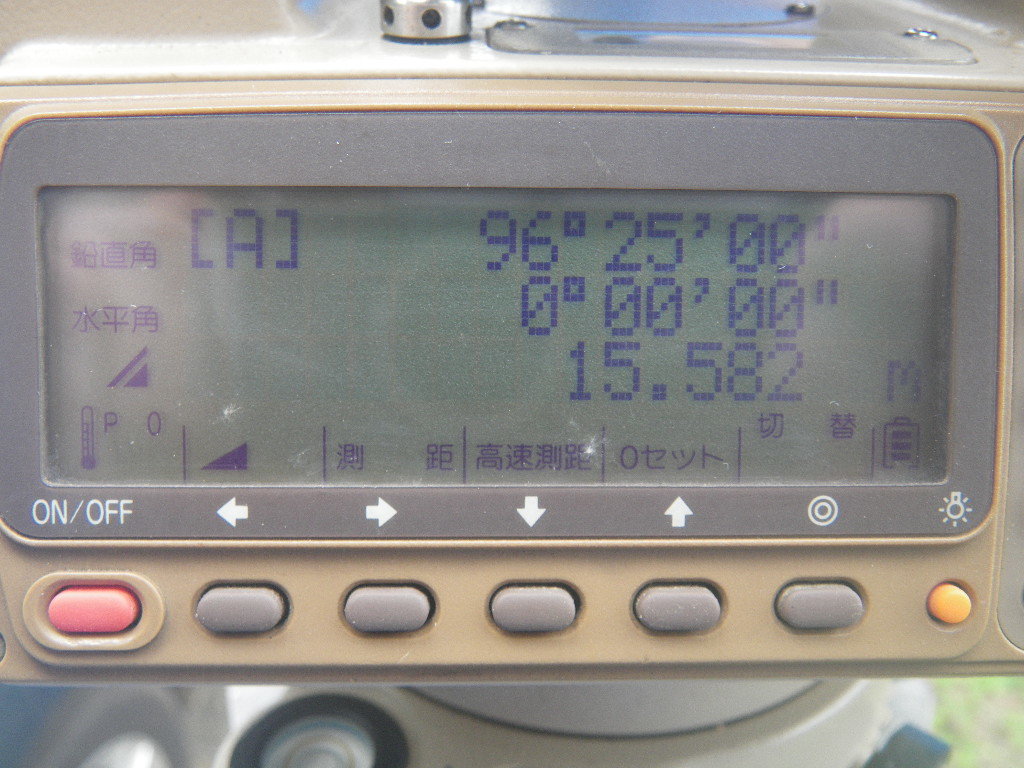 鉛直角 [A] 96°25'00"
水平角 0°00'00"
15.582 M
P 0 測距 高速測距 0セット 切替
ON/OFF